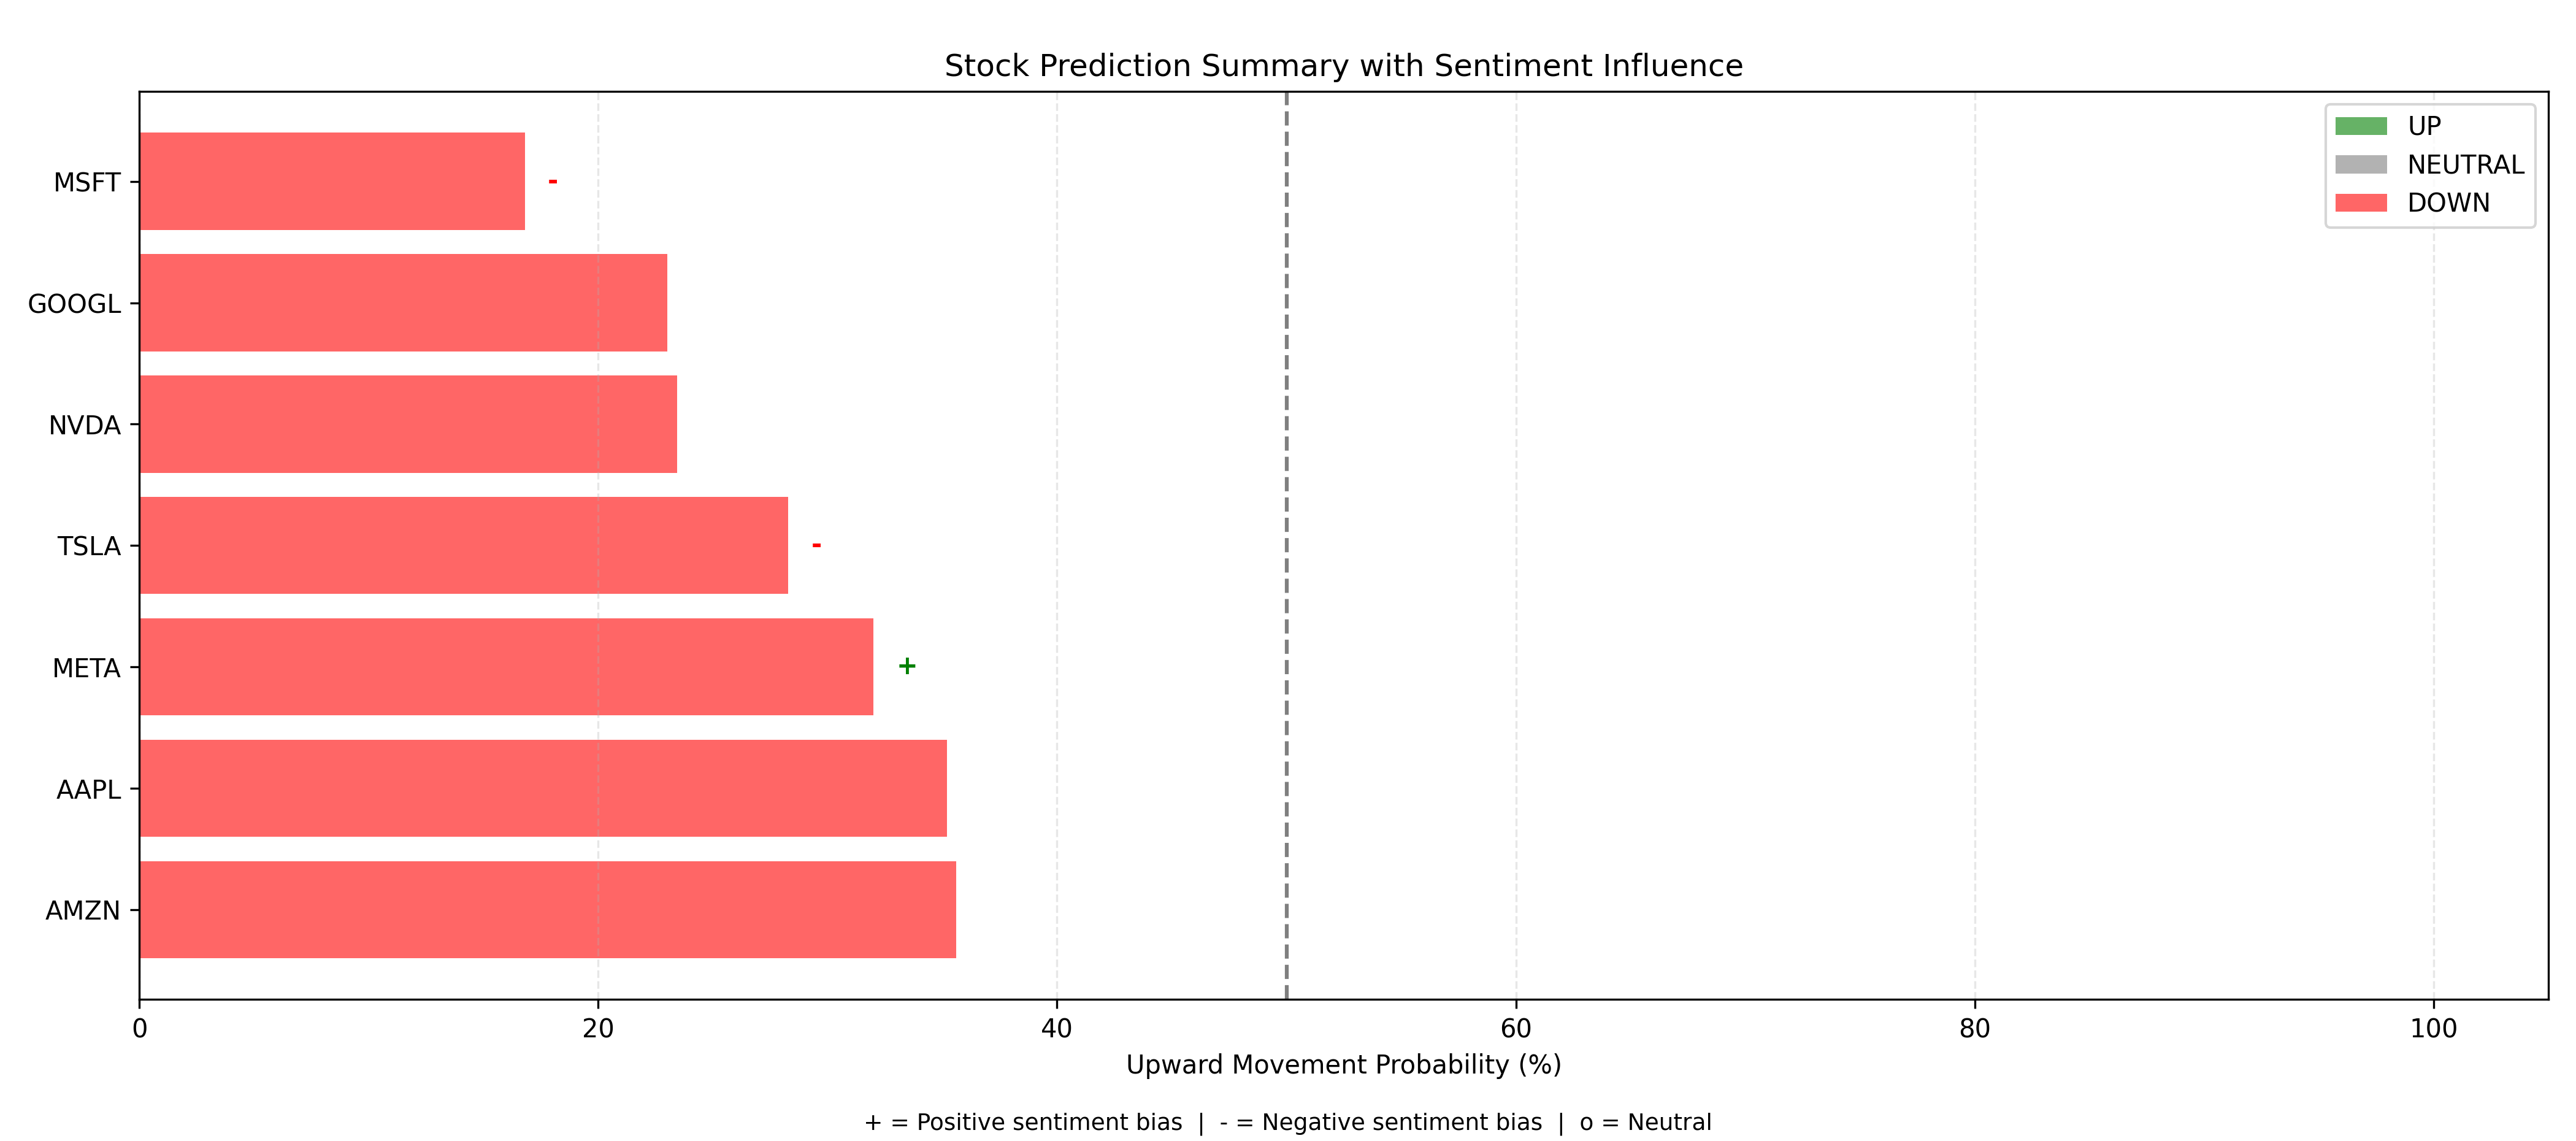 Stock Prediction Summary with Sentiment Influence
UP
NEUTRAL
DOWN
MSFT
-
GOOGL
NVDA
TSLA
-
META
+
AAPL
AMZN
0 20 40 60 80 100
Upward Movement Probability (%)
+ = Positive sentiment bias | - = Negative sentiment bias | o = Neutral